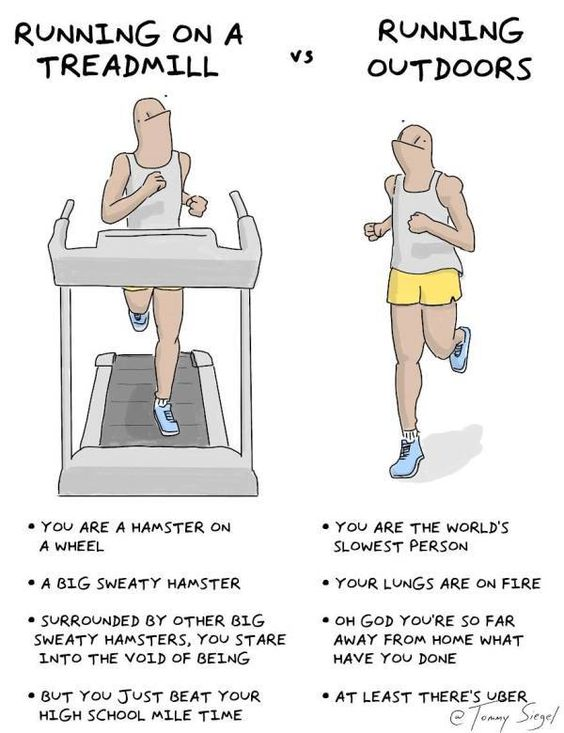 RUNNING ON A
TREADMILL
VS
RUNNING
OUTDOORS
• YOU ARE A HAMSTER ON
A WHEEL
• A BIG SWEATY HAMSTER
• SURROUNDED BY OTHER BIG
SWEATY HAMSTERS, YOU STARE
INTO THE VOID OF BEING
• BUT YOU JUST BEAT YOUR
HIGH SCHOOL MILE TIME
• YOU ARE THE WORLD'S
SLOWEST PERSON
• YOUR LUNGS ARE ON FIRE
• OH GOD YOU'RE SO FAR
AWAY FROM HOME WHAT
HAVE YOU DONE
• AT LEAST THERE'S UBER
@ Tommy Siegel